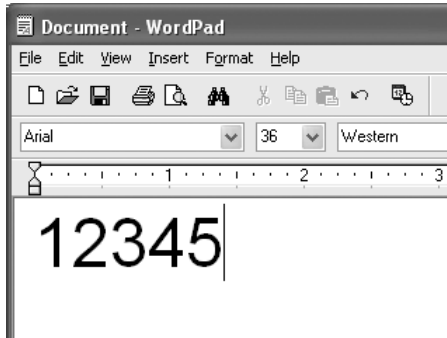 Document - WordPad
File Edit View Insert Format Help
Arial 36 Western
1 2 3
12345